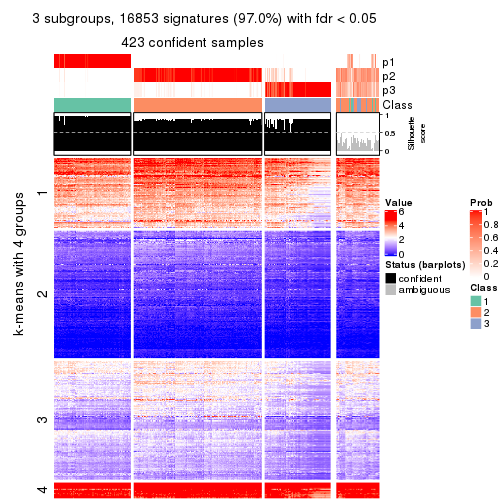 3 subgroups, 16853 signatures (97.0%) with fdr < 0.05
423 confident samples
p1
p2
p3
Class
1
0.5
0
Silhouette
score
k-means with 4 groups
1
2
3
4
Value
6
4
2
0
Status (barplots)
confident
ambiguous
Prob
1
0.8
0.6
0.4
0.2
0
Class
1
2
3